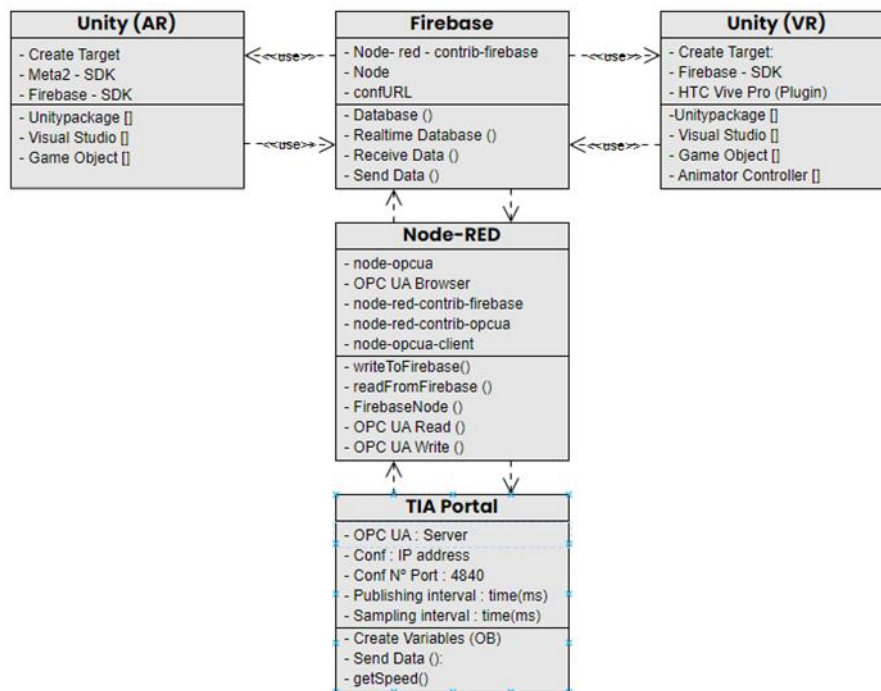 Unity (AR)
- Create Target
- Meta2 - SDK
- Firebase - SDK
- Unitypackage []
- Visual Studio []
- Game Object []
<<use>>
<<use>>
Firebase
- Node- red - contrib-firebase
- Node
- confURL
- Database ()
- Realtime Database ()
- Receive Data ()
- Send Data ()
<<use>>
<<use>>
Unity (VR)
- Create Target:
- Firebase - SDK
- HTC Vive Pro (Plugin)
-Unitypackage []
- Visual Studio []
- Game Object []
- Animator Controller []
Node-RED
- node-opcua
- OPC UA Browser
- node-red-contrib-firebase
- node-red-contrib-opcua
- node-opcua-client
- writeToFirebase()
- readFromFirebase ()
- FirebaseNode ()
- OPC UA Read ()
- OPC UA Write ()
TIA Portal
- OPC UA : Server
- Conf : IP address
- Conf Nº Port : 4840
- Publishing interval : time(ms)
- Sampling interval : time(ms)
- Create Variables (OB)
- Send Data ():
- getSpeed()